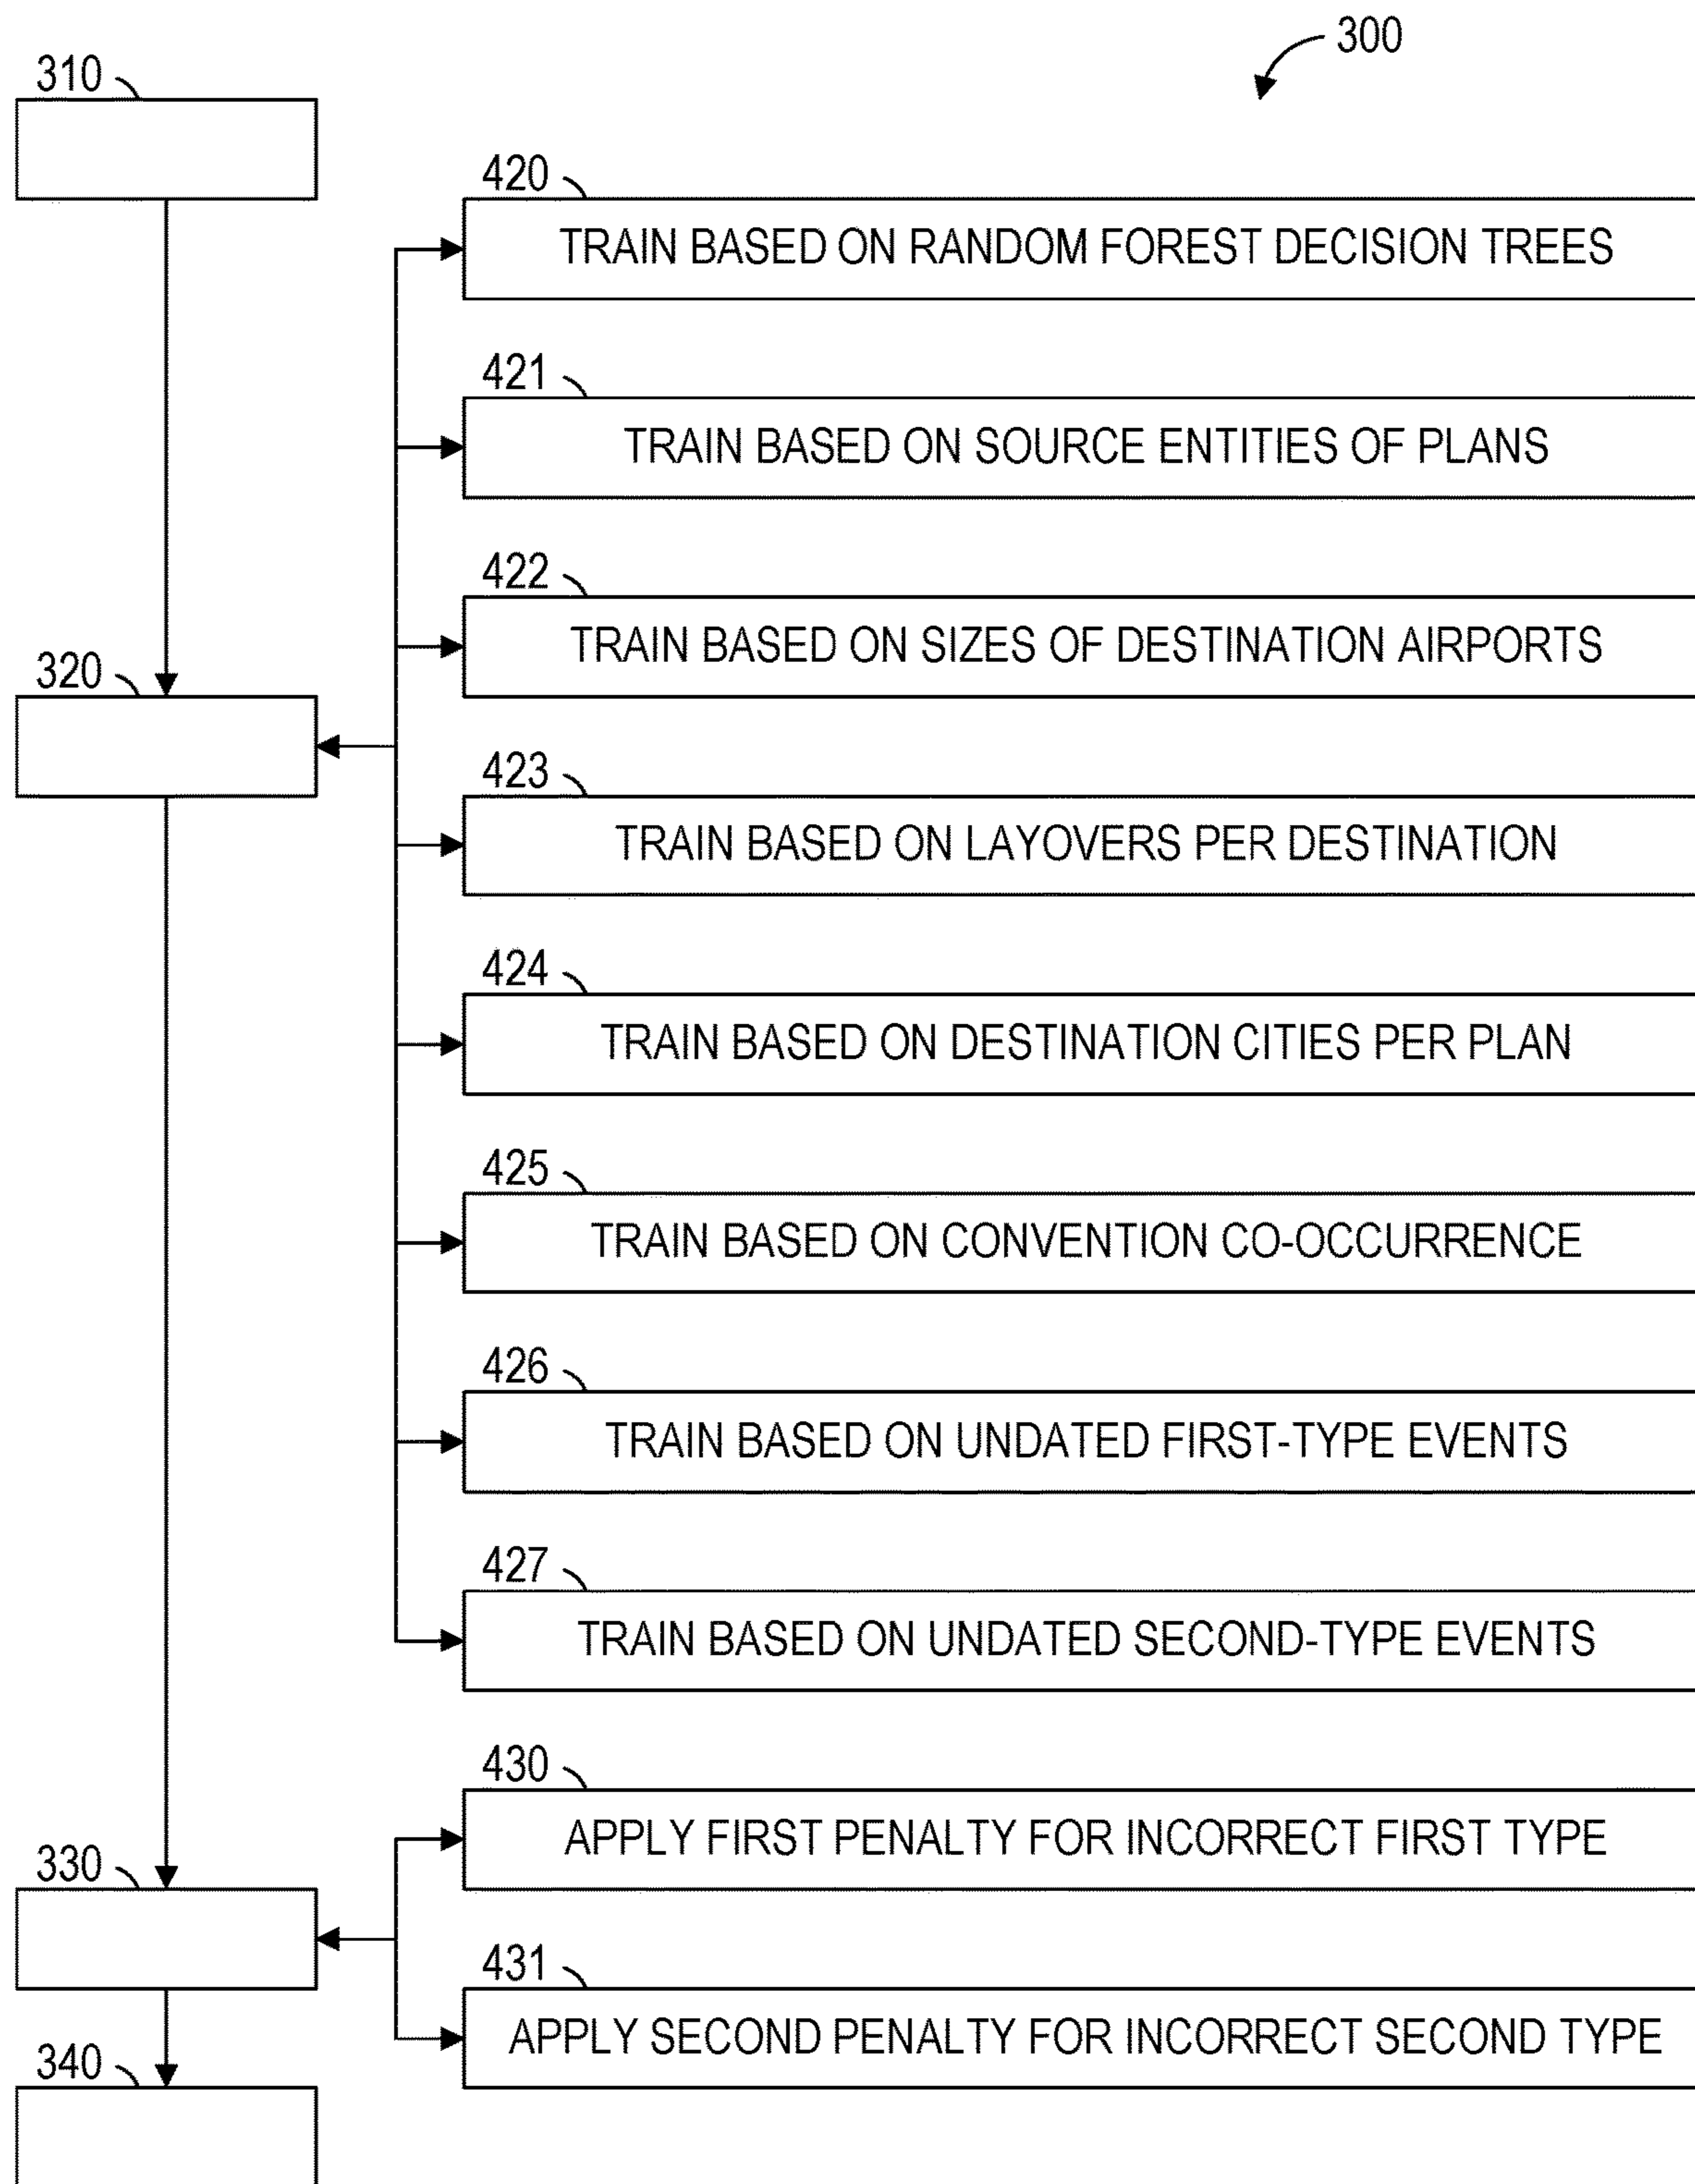 300
310
420
TRAIN BASED ON RANDOM FOREST DECISION TREES
421
TRAIN BASED ON SOURCE ENTITIES OF PLANS
422
TRAIN BASED ON SIZES OF DESTINATION AIRPORTS
320
423
TRAIN BASED ON LAYOVERS PER DESTINATION
424
TRAIN BASED ON DESTINATION CITIES PER PLAN
425
TRAIN BASED ON CONVENTION CO-OCCURRENCE
426
TRAIN BASED ON UNDATED FIRST-TYPE EVENTS
427
TRAIN BASED ON UNDATED SECOND-TYPE EVENTS
430
APPLY FIRST PENALTY FOR INCORRECT FIRST TYPE
330
431
APPLY SECOND PENALTY FOR INCORRECT SECOND TYPE
340